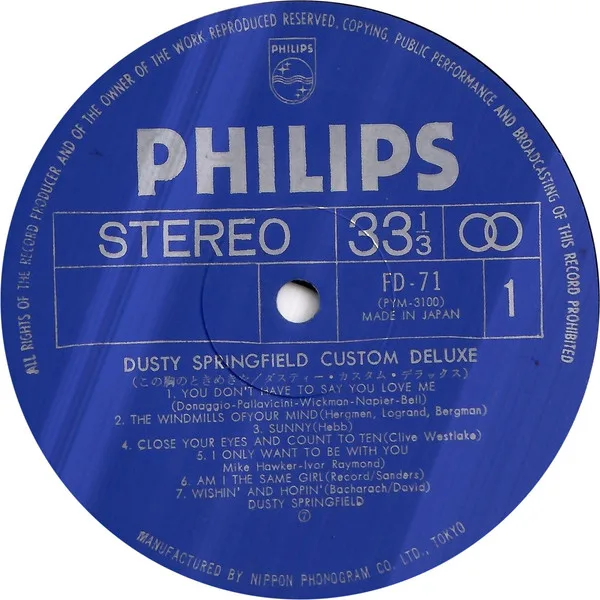 ALL RIGHTS OF THE RECORD PRODUCER AND OF THE OWNER OF THE WORK REPRODUCED RESERVED. COPYING, PUBLIC PERFORMANCE AND BROADCASTING OF THIS RECORD PROHIBITED
PHILIPS
PHILIPS
STEREO 33 1/3
FD-71
(PYM-3100)
MADE IN JAPAN
1
DUSTY SPRINGFIELD CUSTOM DELUXE
(この胸のときめきを/ダスティー・カスタム・デラックス)
1. YOU DON'T HAVE TO SAY YOU LOVE ME
(Donaggio-Pallavicini-Wickman-Napier-Bell)
2. THE WINDMILLS OFYOUR MIND(Hergmen, Logrand, Bergman)
3. SUNNY(Hebb)
4. CLOSE YOUR EYES AND COUNT TO TEN(Clive Westlake)
5. I ONLY WANT TO BE WITH YOU
Mike Hawker-Ivor Raymond)
6. AM I THE SAME GIRL(Record/Sanders)
7. WISHIN' AND HOPIN'(Bacharach/David)
DUSTY SPRINGFIELD
⑦
MANUFACTURED BY NIPPON PHONOGRAM CO. LTD., TOKYO